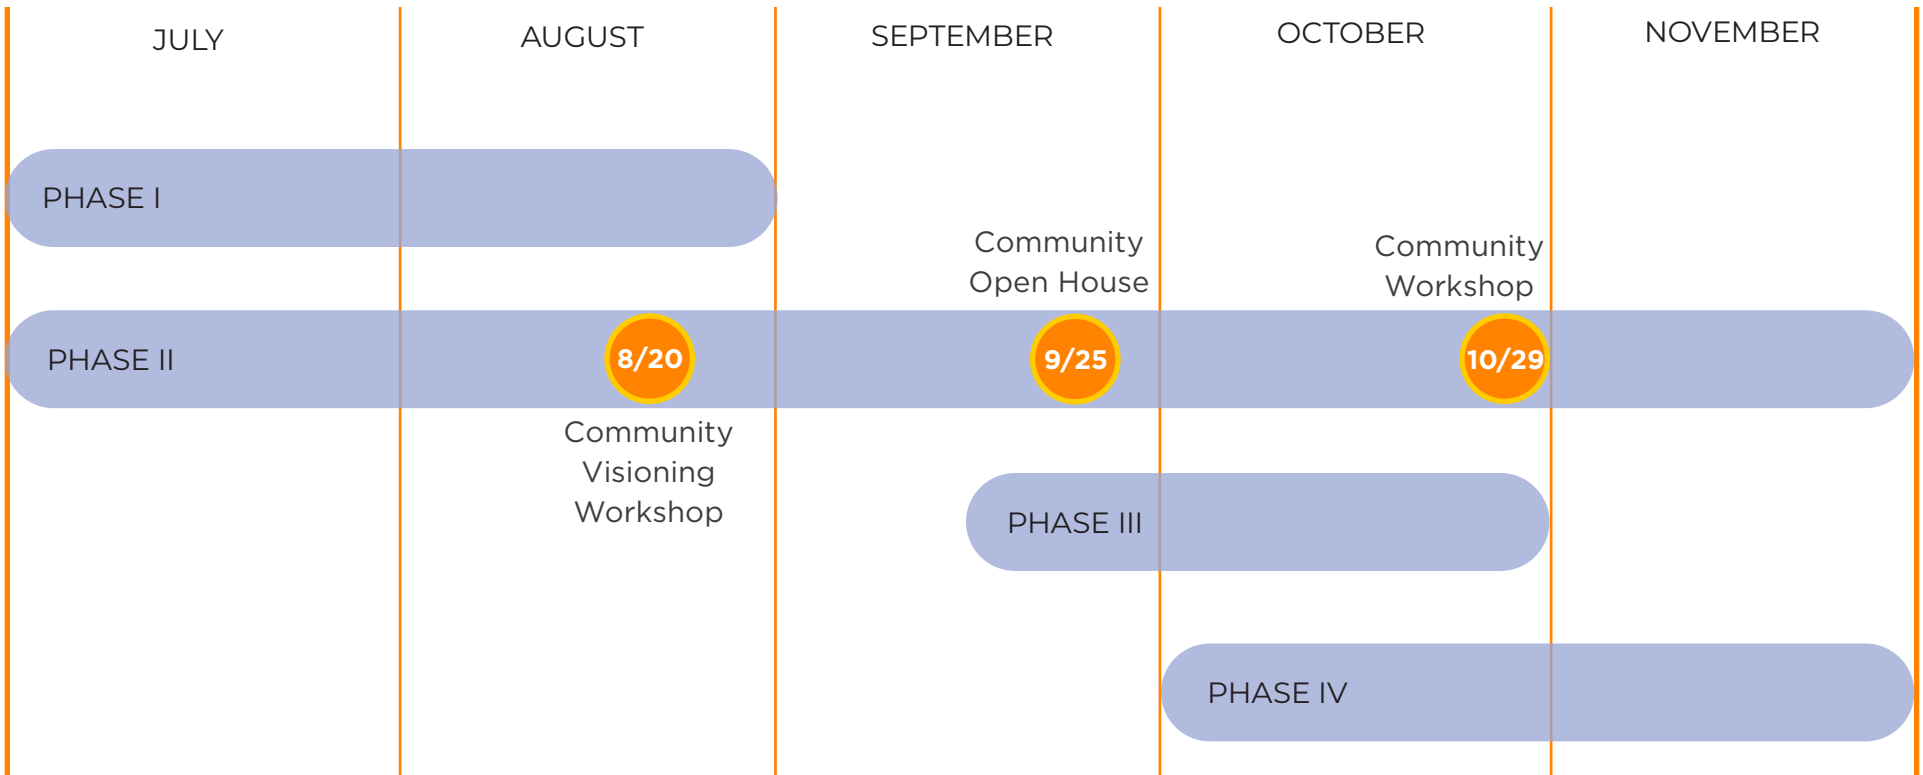 JULY
AUGUST
SEPTEMBER
OCTOBER
NOVEMBER
PHASE I
Community
Open House
Community
Workshop
PHASE II
8/20
9/25
10/29
Community
Visioning
Workshop
PHASE III
PHASE IV